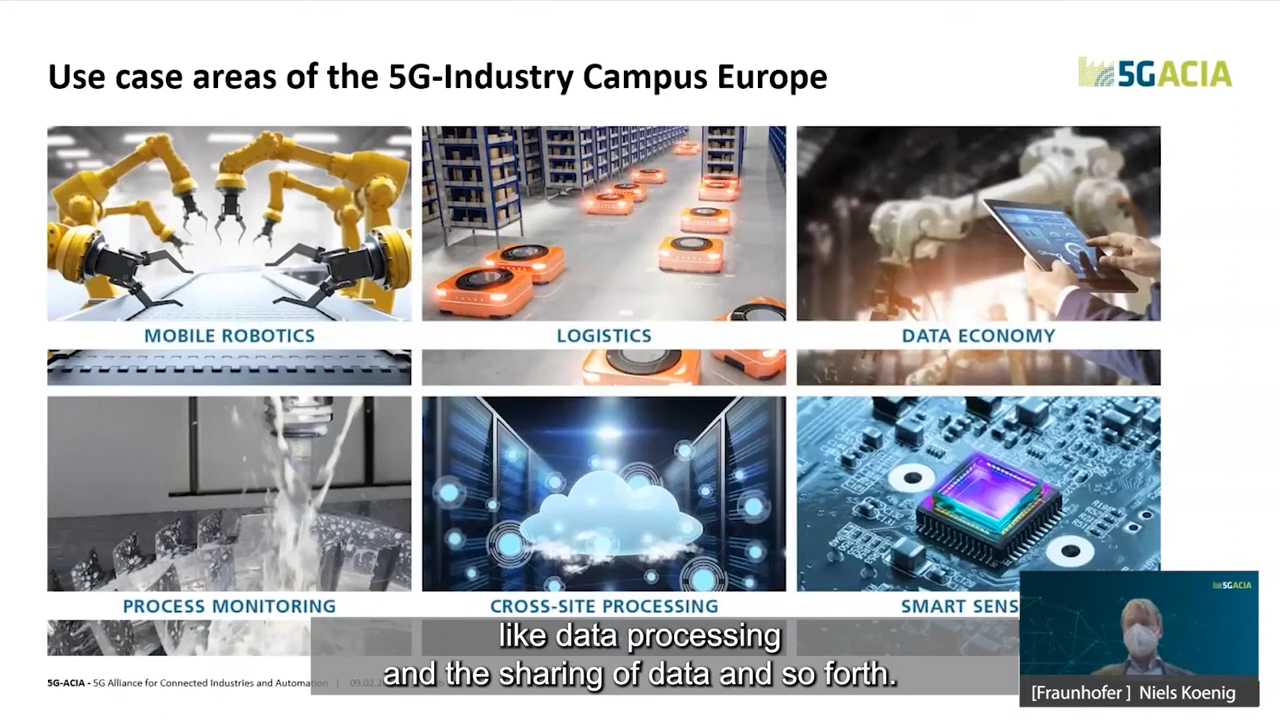 Use case areas of the 5G-Industry Campus Europe
5GACIA
MOBILE ROBOTICS
LOGISTICS
DATA ECONOMY
PROCESS MONITORING
CROSS-SITE PROCESSING
SMART SENS
5GACIA
like data processing
and the sharing of data and so forth.
5G-ACIA - 5G Alliance for Connected Industries and Automation | 09.02.
[Fraunhofer ] Niels Koenig